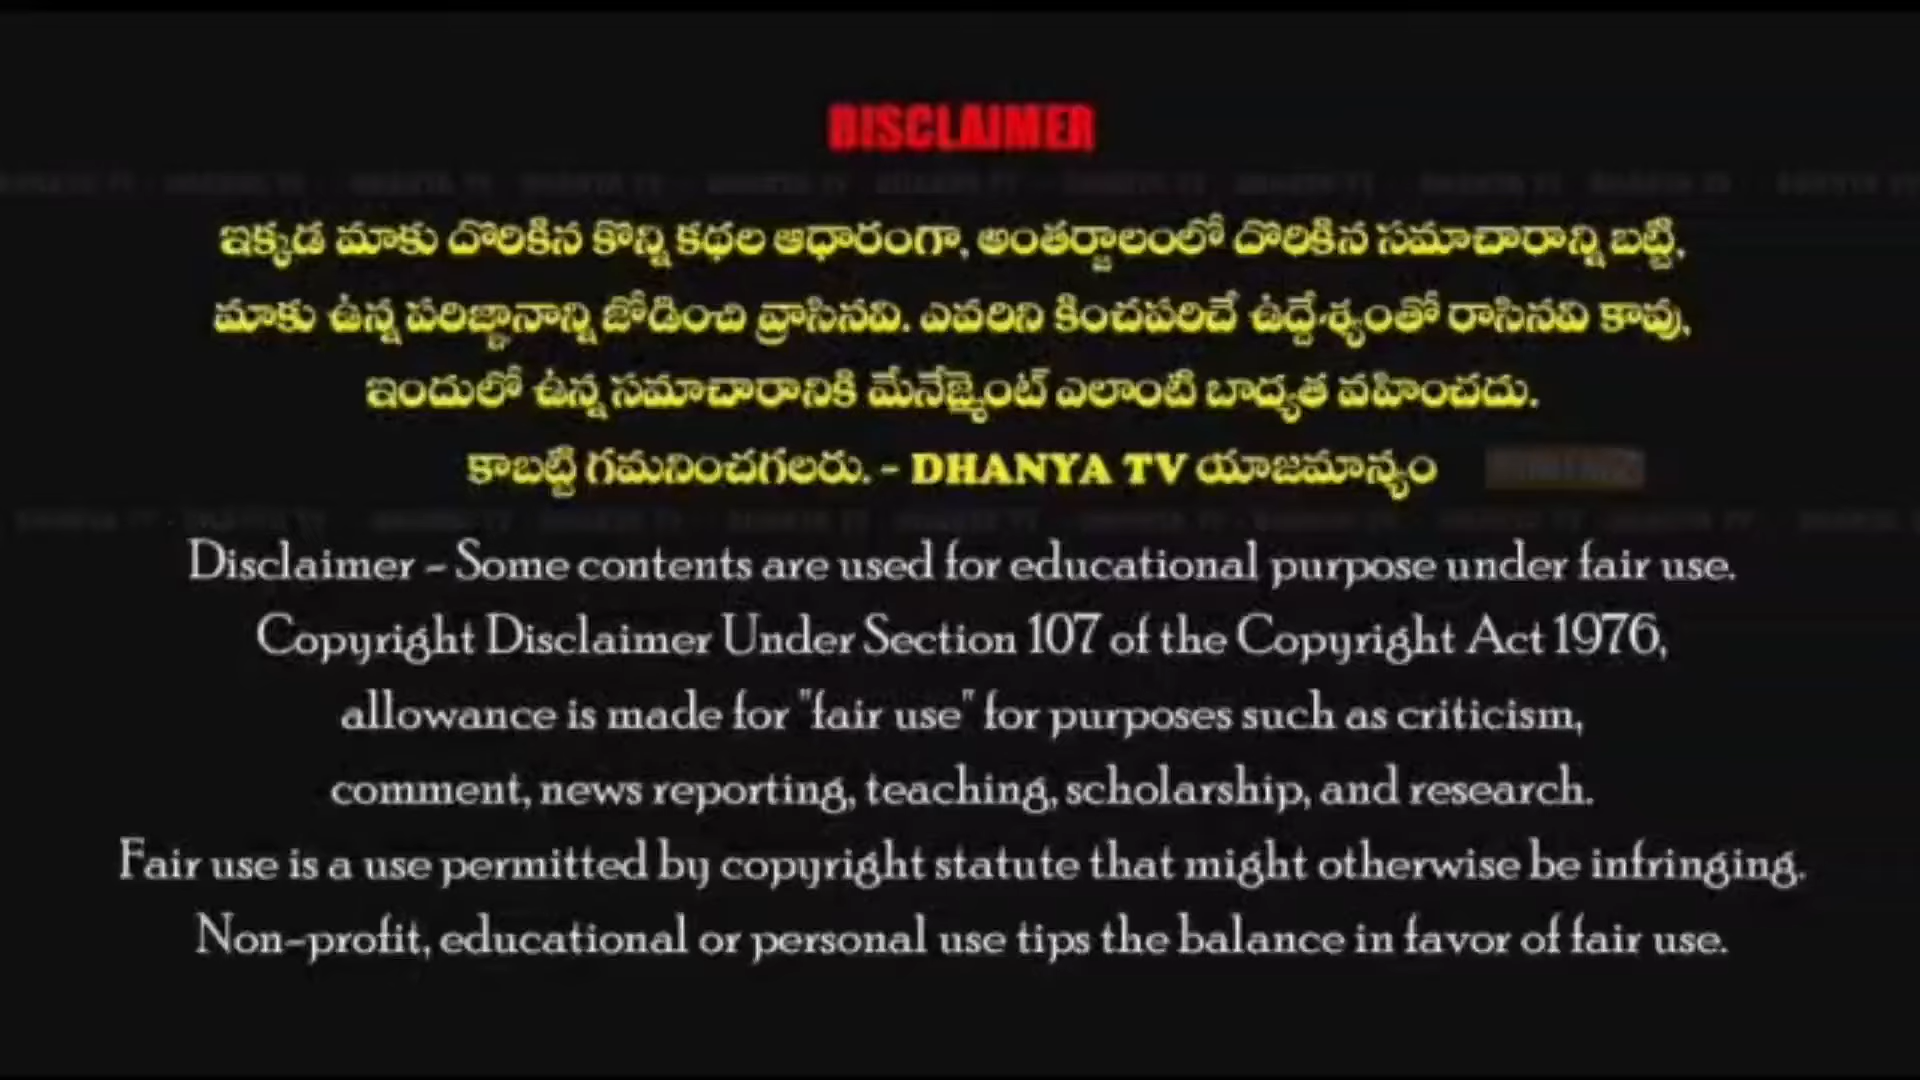 DISCLAIMER
ఇక్కడ మాకు దొరికిన కొన్ని కథల ఆధారంగా, అంతర్జాలంలో దొరికిన సమాచారాన్ని బట్టి,
మాకు ఉన్న పరిజ్ఞానాన్ని జోడించి వ్రాసినవి. ఎవరిని కించపరిచే ఉద్దేశ్యంతో రాసినవి కావు,
ఇందులో ఉన్న సమాచారానికి మేనేజ్మెంట్ ఎలాంటి బాధ్యత వహించదు.
కాబట్టి గమనించగలరు. - DHANYA TV యాజమాన్యం
Disclaimer - Some contents are used for educational purpose under fair use.
Copyright Disclaimer Under Section 107 of the Copyright Act 1976,
allowance is made for "fair use" for purposes such as criticism,
comment, news reporting, teaching, scholarship, and research.
Fair use is a use permitted by copyright statute that might otherwise be infringing.
Non-profit, educational or personal use tips the balance in favor of fair use.